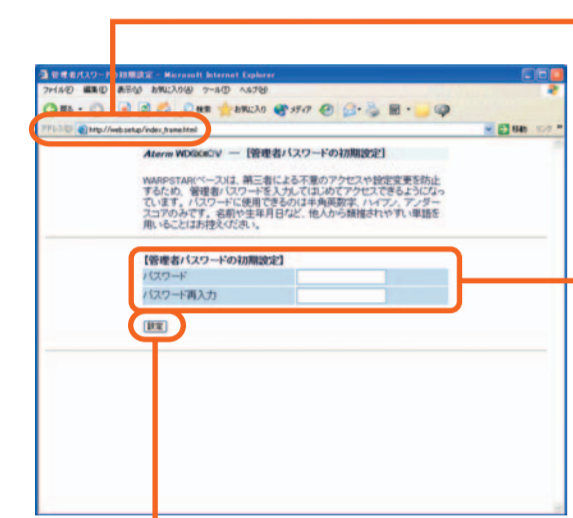 管理者パスワードの初期設定 - Microsoft Internet Explorer
ファイル(F) 編集(E) 表示(V) お気に入り(A) ツール(T) ヘルプ(H)
戻る 検索 お気に入り メディア
アドレス(D) http://web.setup/index_frame.html 移動 リンク
Aterm — 【管理者パスワードの初期設定】
WARPSTARベースは、第三者による不意のアクセスや設定変更を防止
するため、管理者パスワードを入力してはじめてアクセスできるようになっ
ています。パスワードに使用できるのは半角英数字、ハイフン、アンダー
スコアのみです。名前や生年月日など、他人から類推されやすい単語を
用いることはお控えください。
【管理者パスワードの初期設定】
パスワード
パスワード再入力
設定